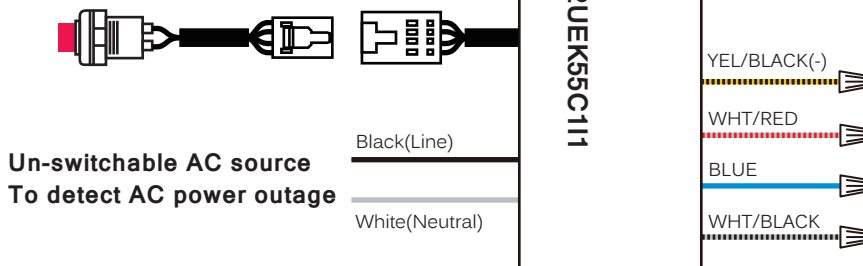 2UEK55C1I1
YEL/BLACK(-)
WHT/RED
Black(Line)
Un-switchable AC source
To detect AC power outage
BLUE
White(Neutral)
WHT/BLACK